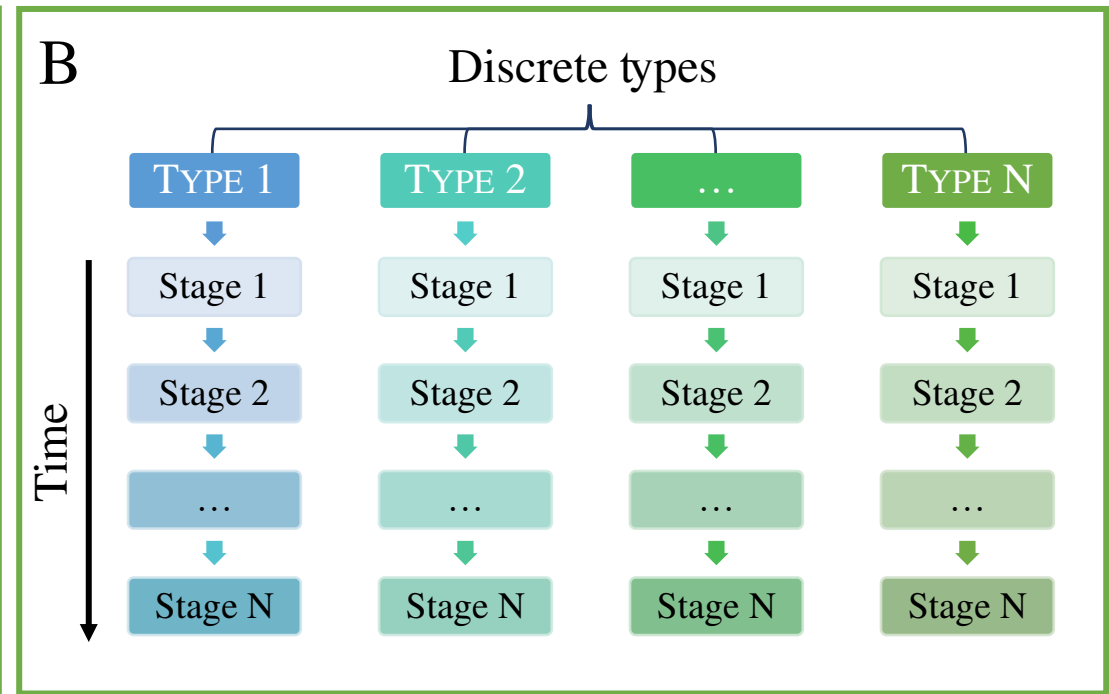 B
Discrete types
TYPE 1 TYPE 2 … TYPE N
Stage 1 Stage 1 Stage 1 Stage 1
Stage 2 Stage 2 Stage 2 Stage 2
… … … …
Stage N Stage N Stage N Stage N
Time